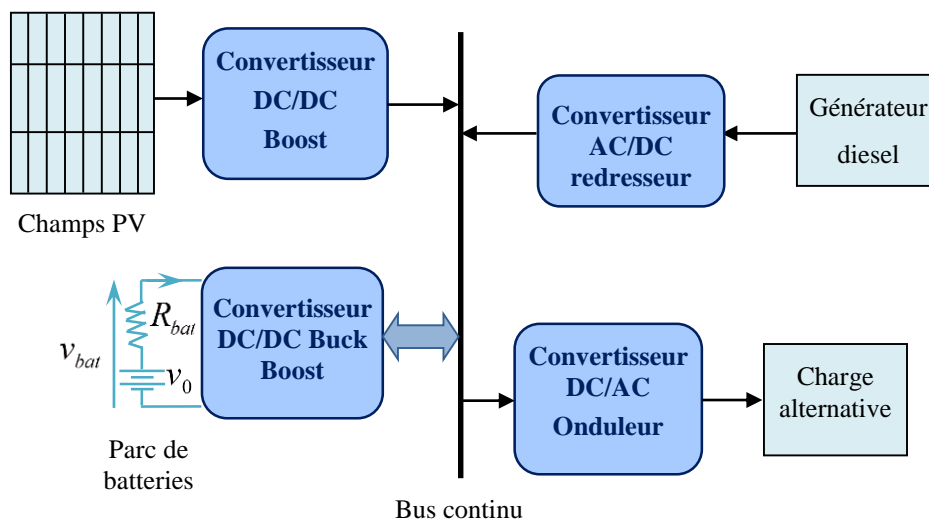 Convertisseur
DC/DC
Boost
Champs PV
Convertisseur
AC/DC
redresseur
Générateur
diesel
R_bat
v_bat
v_0
Convertisseur
DC/DC Buck
Boost
Parc de
batteries
Convertisseur
DC/AC
Onduleur
Charge
alternative
Bus continu